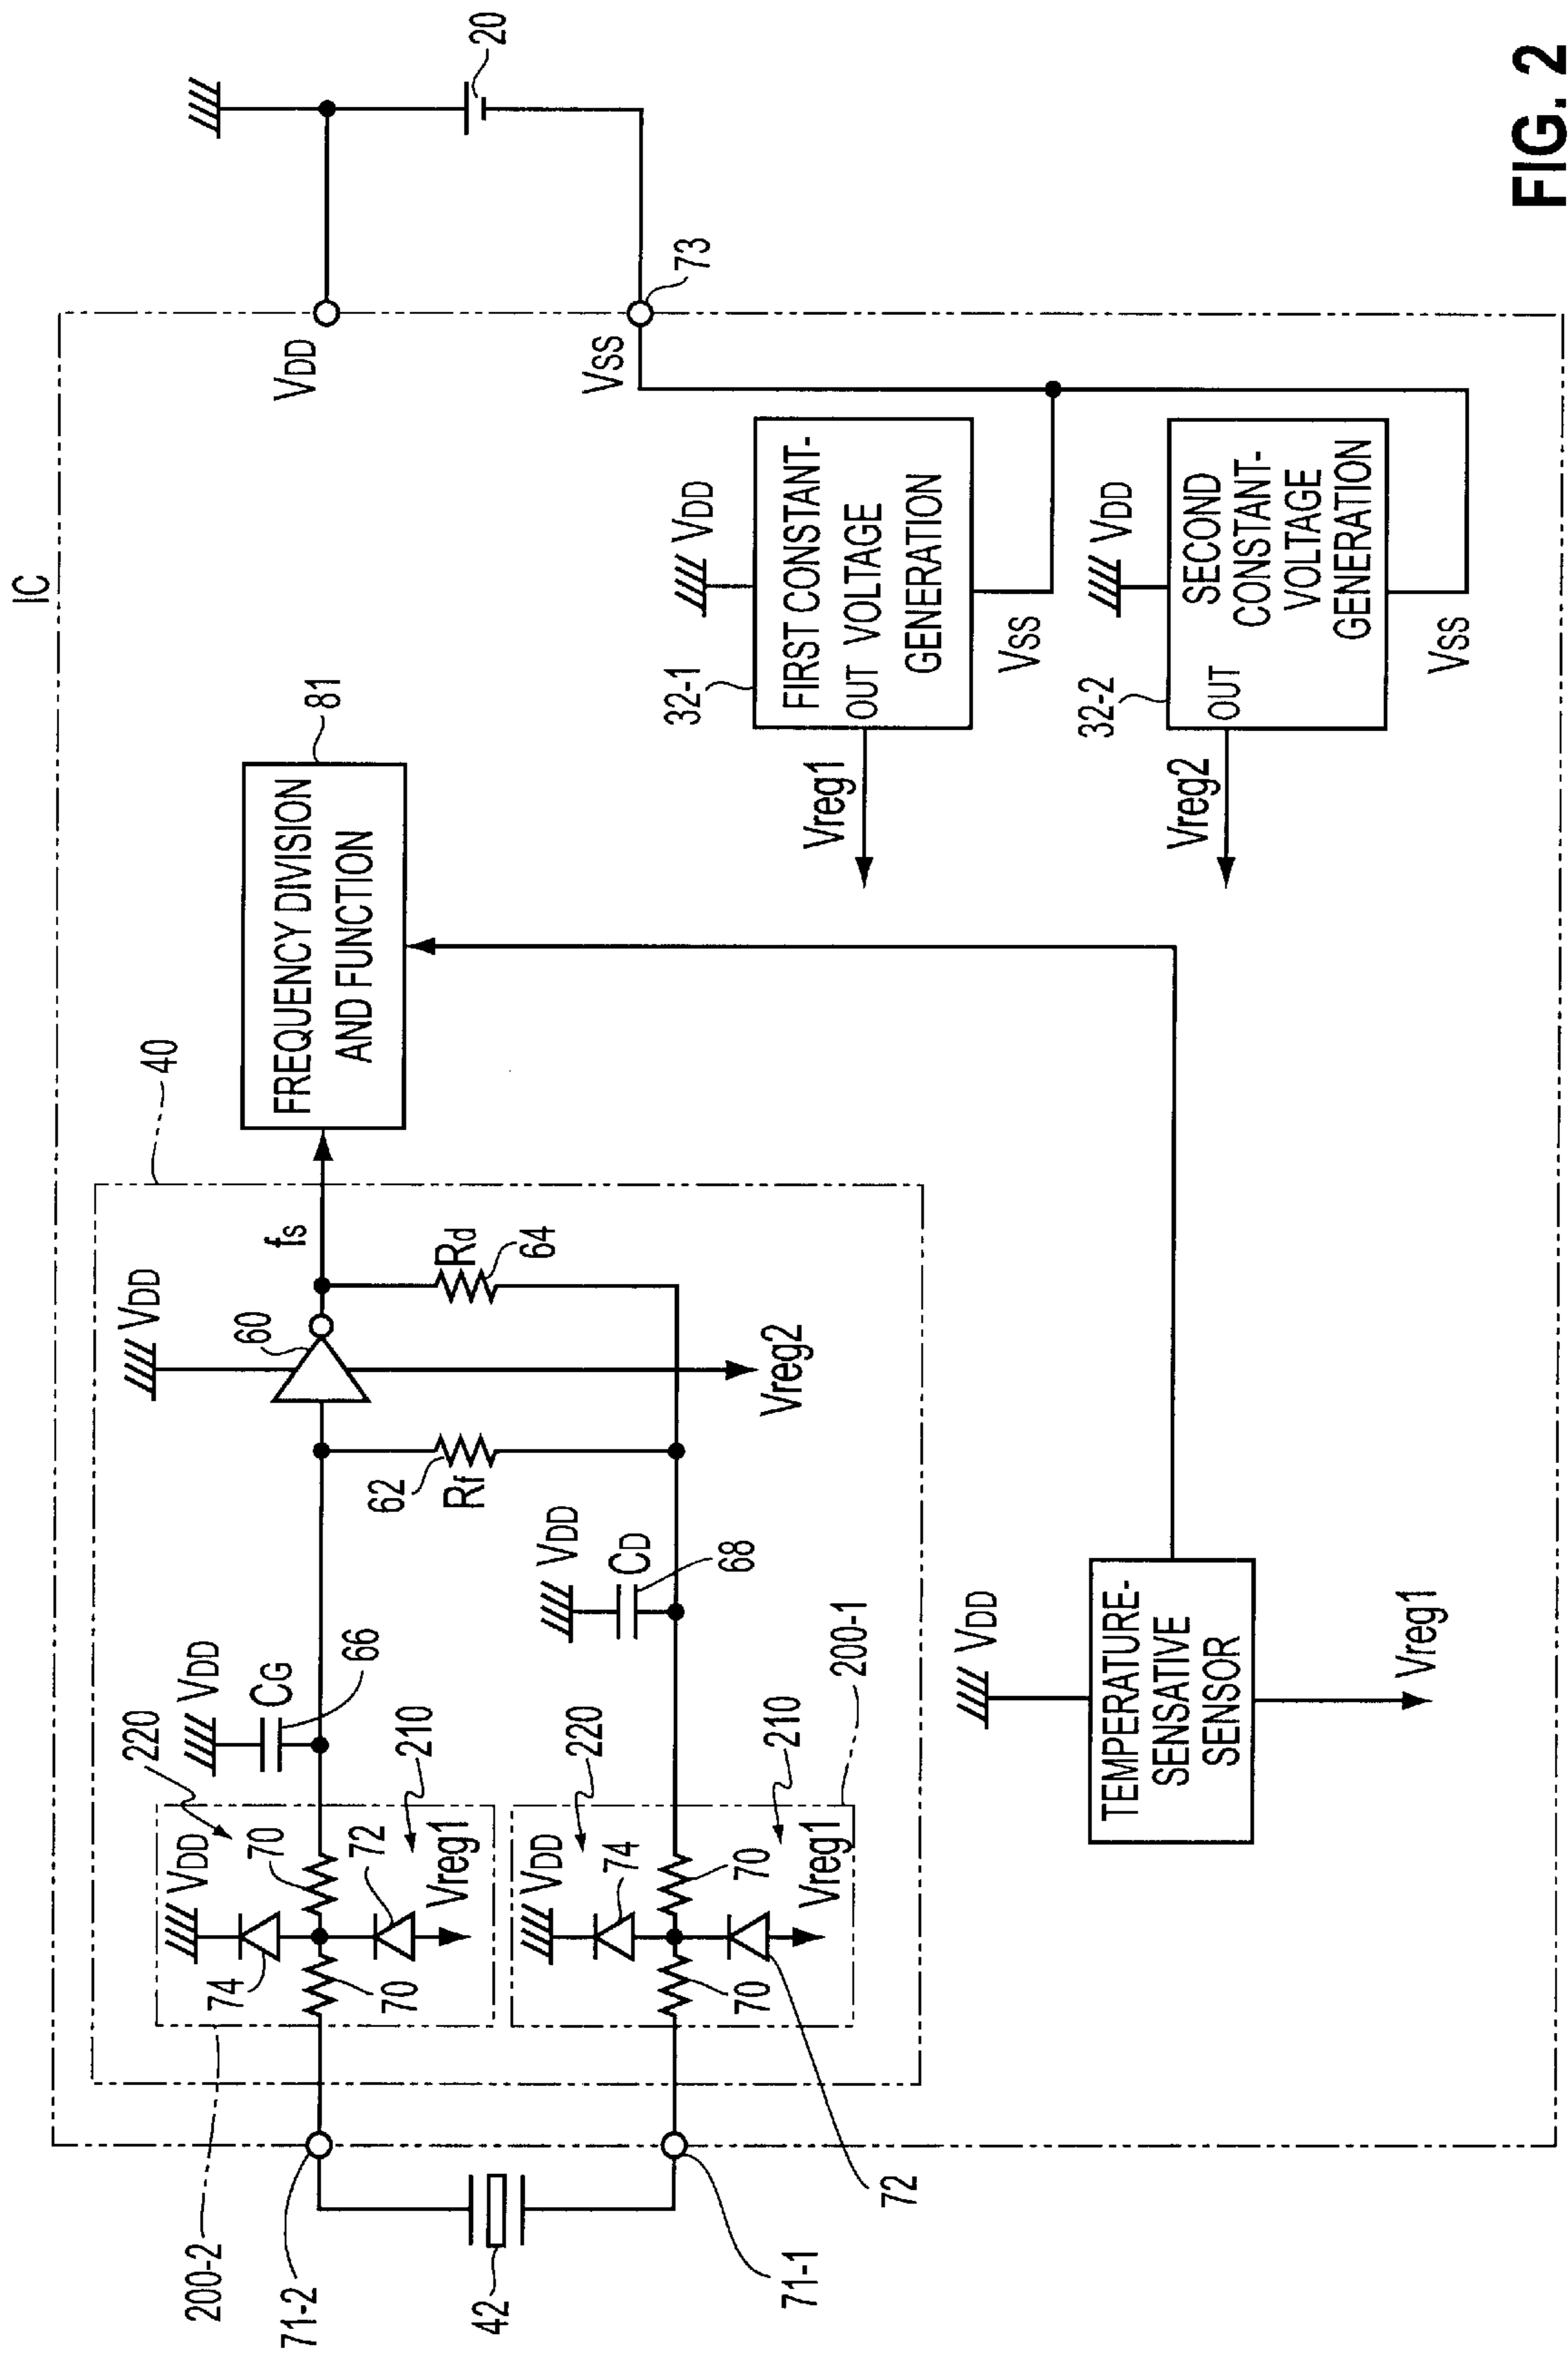 IC
40
200-2
220
VDD
74
70
70
72
210
Vreg1
VDD
CG
66
VDD
60
fs
FREQUENCY DIVISION
AND FUNCTION
81
VDD
20
71-2
42
71-1
220
VDD
74
70
70
72
210
Vreg1
200-1
VDD
CD
68
62
Rf
Rd
64
Vreg2
VSS
73
32-1
VDD
FIRST CONSTANT-
OUT VOLTAGE
GENERATION
Vreg1
VSS
32-2
VDD
SECOND
OUT CONSTANT-
VOLTAGE
GENERATION
Vreg2
VSS
VDD
TEMPERATURE-
SENSATIVE
SENSOR
Vreg1
FIG. 2